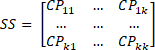 SS = [CP₁₁ … CP₁ₖ
… … …
CPₖ₁ … CPₖₖ]